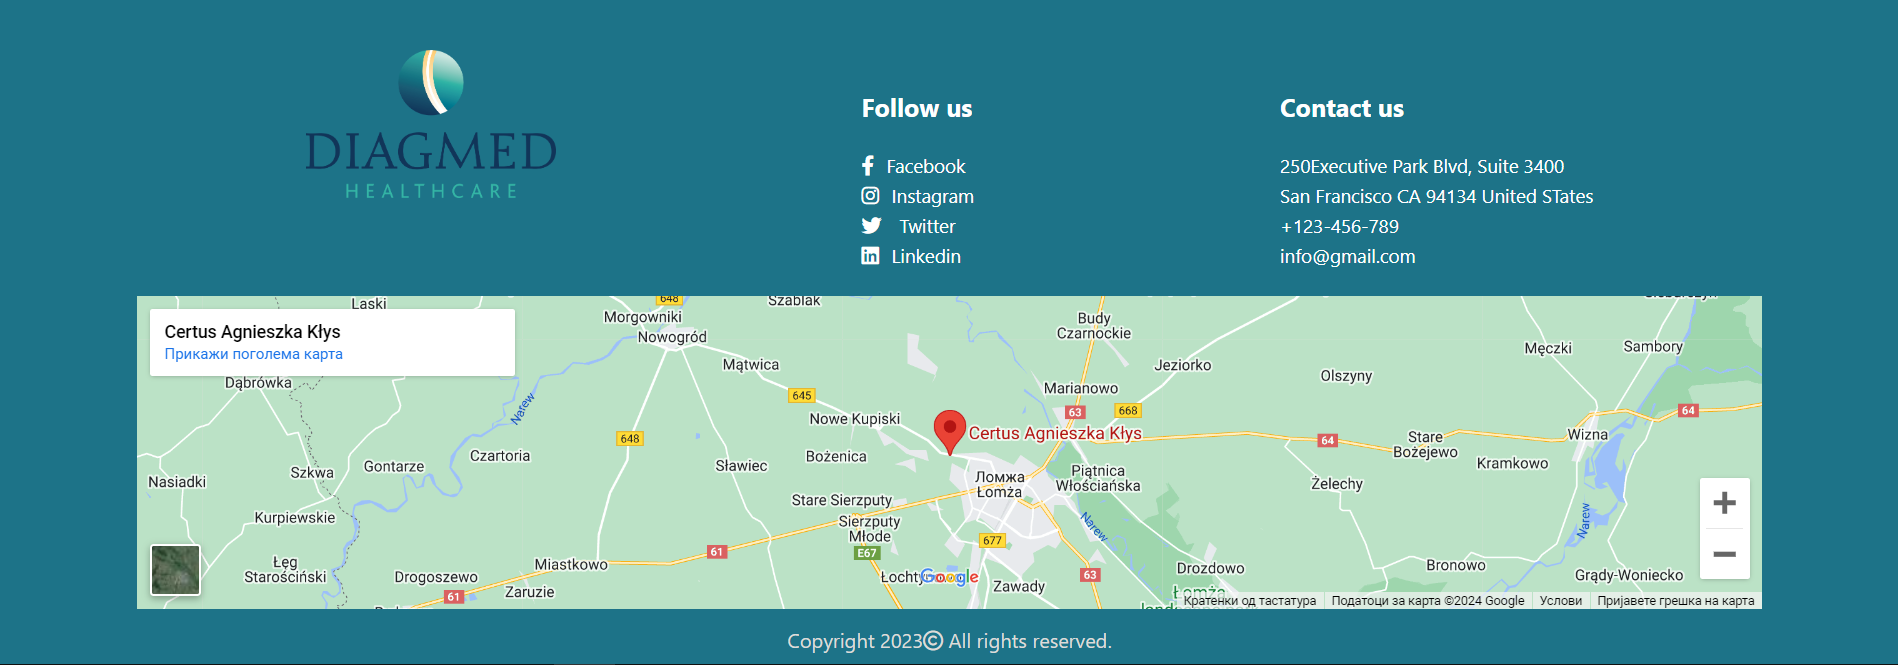 DIAGMED
HEALTHCARE
Follow us
Facebook
Instagram
Twitter
Linkedin
Contact us
250Executive Park Blvd, Suite 3400
San Francisco CA 94134 United STates
+123-456-789
info@gmail.com
Certus Agnieszka Kłys
Прикажи поголема карта
Laski
648
Szablak
Morgowniki
Nowogród
Budy
Czarnockie
Mątwica
Jeziorko
Męczki
Sambory
Olszyny
Dąbrówka
Narew
645
Marianowo
63
668
64
Nowe Kupiski
Certus Agnieszka Kłys
648
64
Wizna
Stare
Bożejewo
Kramkowo
Czartoria
Gontarze
Szkwa
Nasiadki
Sławiec
Bożenica
Ломжа
Łomża
Piątnica
Włościańska
Żelechy
Stare Sierzputy
Kurpiewskie
Sierzputy
Młode
E67
Narew
Narew
677
61
Łęg
Starościński
Drogoszewo
Miastkowo
Zaruzie
61
Google
Zawady
63
Drozdowo
Bronowo
Grądy-Woniecko
Łomża
Кратенки од тастатура
Податоци за карта ©2024 Google
Услови
Пријавете грешка на карта
Copyright 2023© All rights reserved.